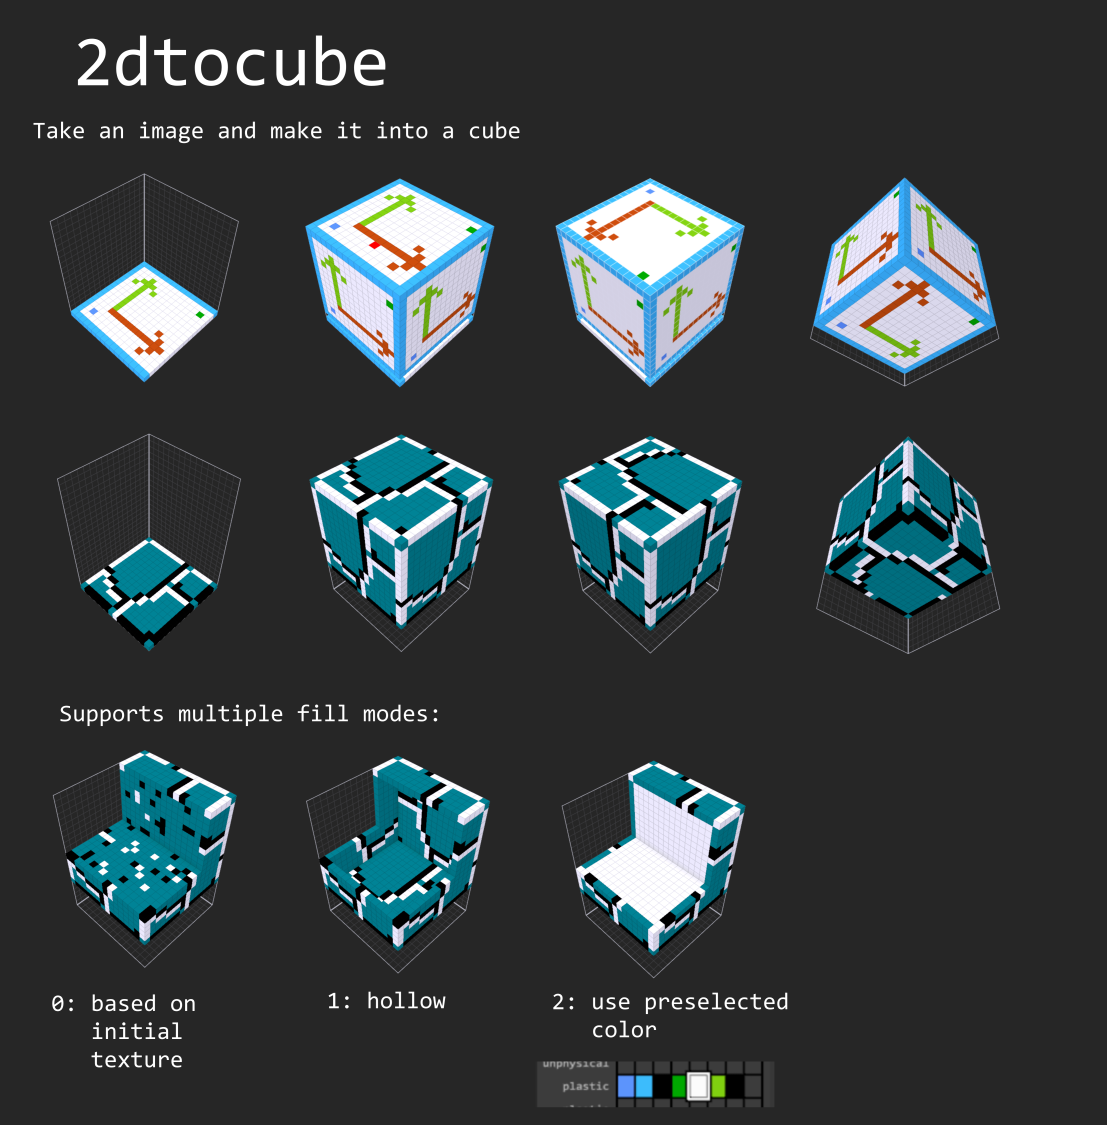 2dtocube
Take an image and make it into a cube
Supports multiple fill modes:
0: based on
initial
texture
1: hollow
2: use preselected
color
unphysical
plastic